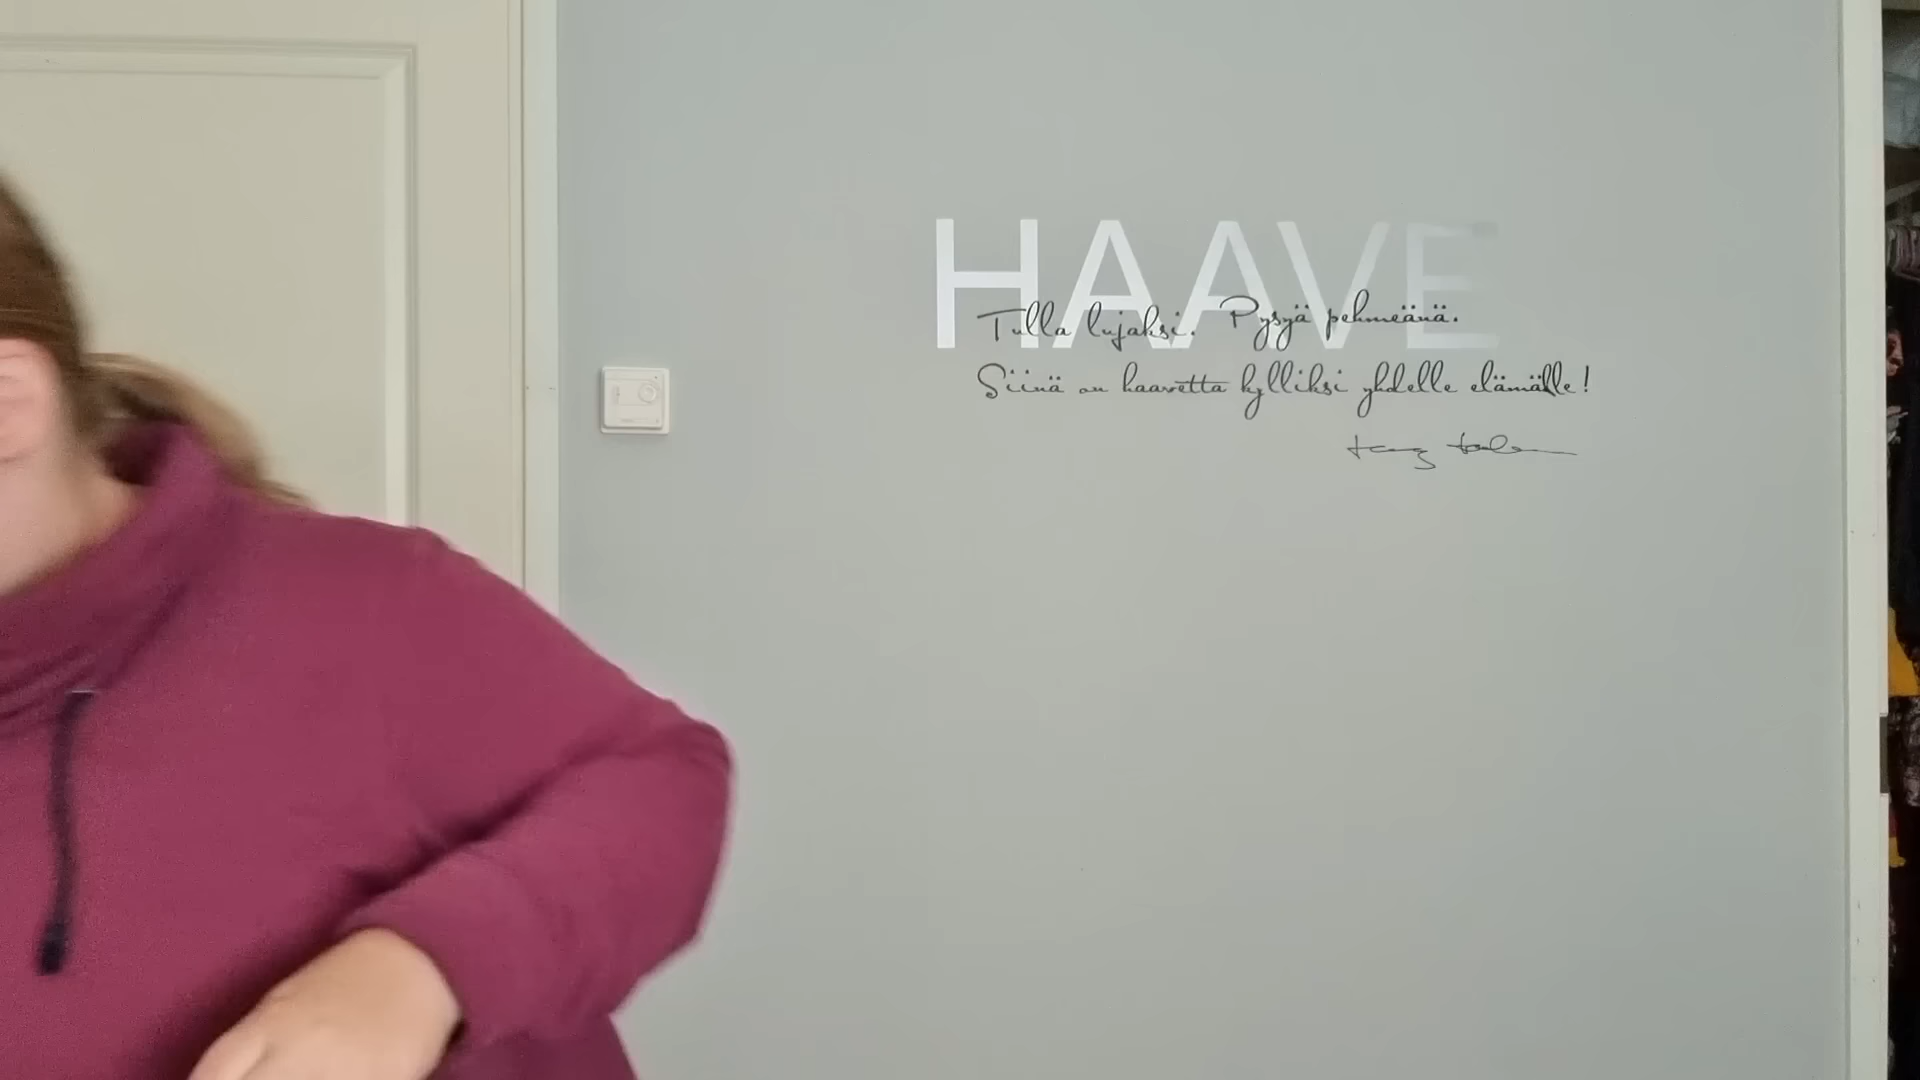 HAAVE
Tulla lujaksi. Pysyä pehmeänä.
Siinä on haavetta kylliksi yhdelle elämälle!